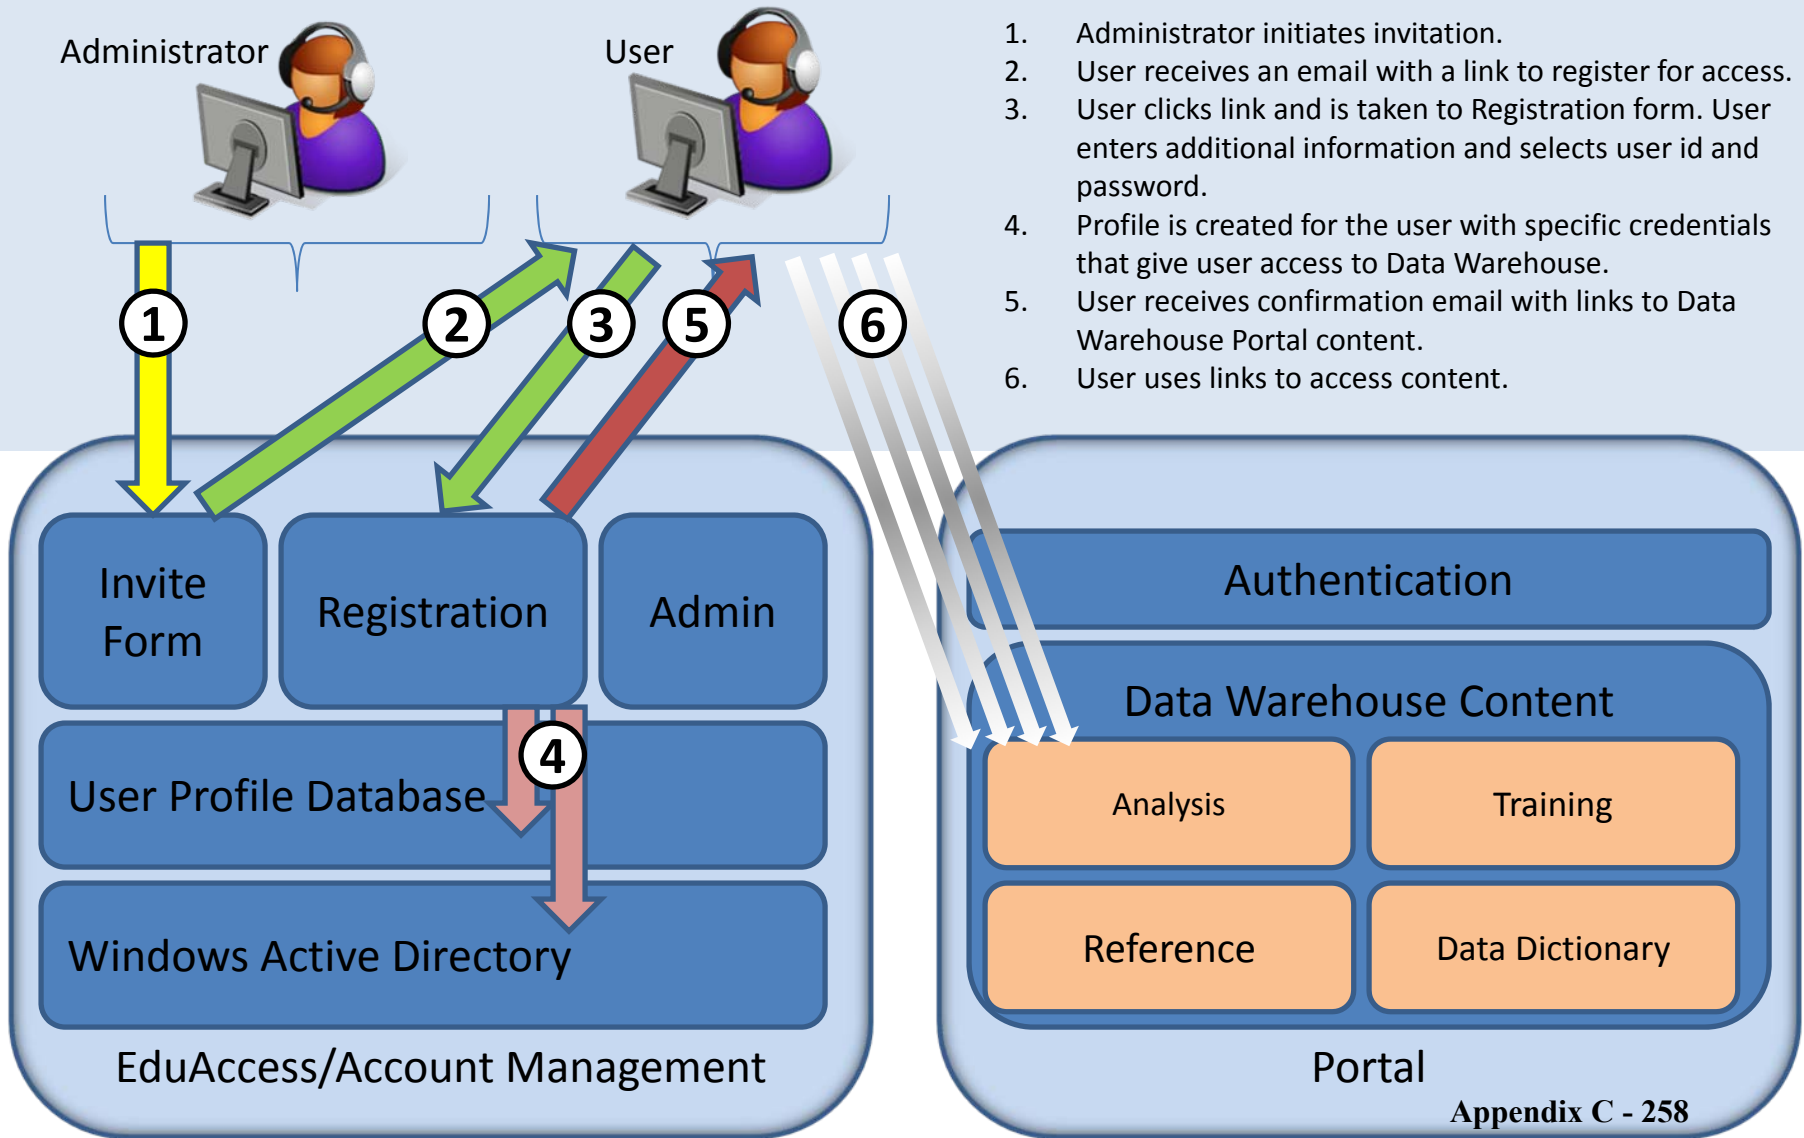 Administrator
User
1. Administrator initiates invitation.
2. User receives an email with a link to register for access.
3. User clicks link and is taken to Registration form. User
enters additional information and selects user id and
password.
4. Profile is created for the user with specific credentials
that give user access to Data Warehouse.
5. User receives confirmation email with links to Data
Warehouse Portal content.
6. User uses links to access content.
1
2
3
5
6
Invite
Form
Registration
Admin
4
User Profile Database
Windows Active Directory
EduAccess/Account Management
Authentication
Data Warehouse Content
Analysis
Training
Reference
Data Dictionary
Portal
Appendix C - 258